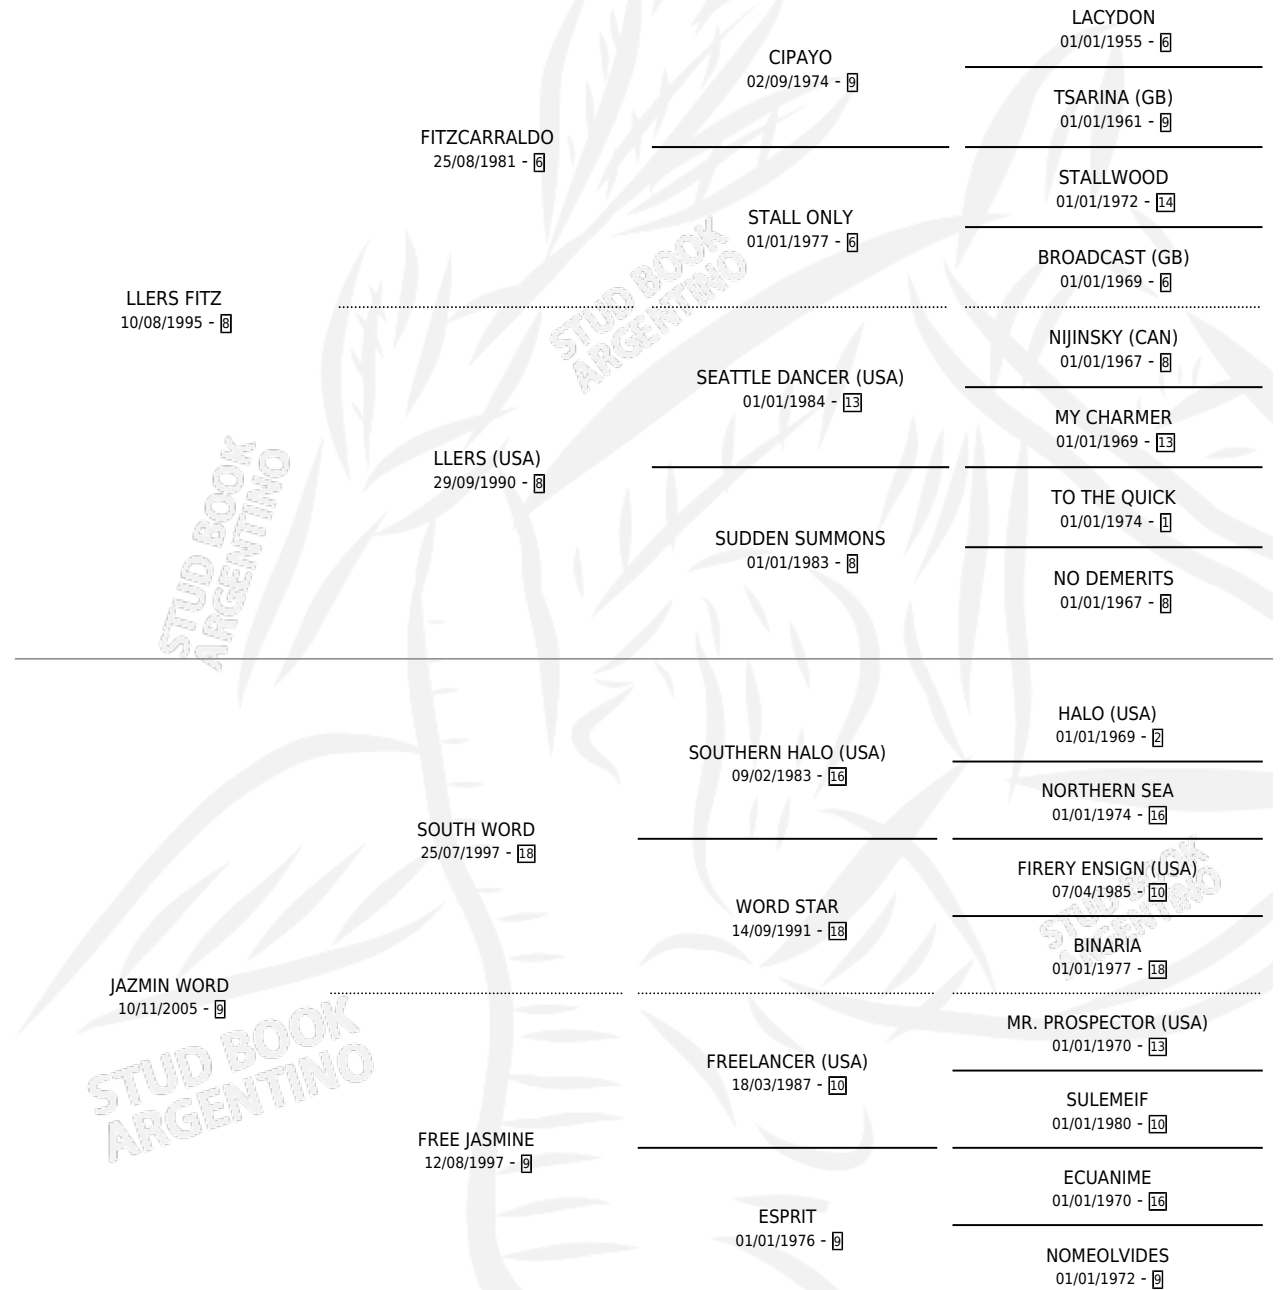 LACYDON
01/01/1955 - 6
CIPAYO
02/09/1974 - 9
TSARINA (GB)
01/01/1961 - 9
FITZCARRALDO
25/08/1981 - 6
STALLWOOD
01/01/1972 - 14
STALL ONLY
01/01/1977 - 6
BROADCAST (GB)
01/01/1969 - 6
LLERS FITZ
10/08/1995 - 8
NIJINSKY (CAN)
01/01/1967 - 8
SEATTLE DANCER (USA)
01/01/1984 - 13
MY CHARMER
01/01/1969 - 13
LLERS (USA)
29/09/1990 - 8
TO THE QUICK
01/01/1974 - 1
SUDDEN SUMMONS
01/01/1983 - 8
NO DEMERITS
01/01/1967 - 8
HALO (USA)
01/01/1969 - 2
SOUTHERN HALO (USA)
09/02/1983 - 16
NORTHERN SEA
01/01/1974 - 16
SOUTH WORD
25/07/1997 - 18
FIRERY ENSIGN (USA)
07/04/1985 - 10
WORD STAR
14/09/1991 - 18
BINARIA
01/01/1977 - 18
JAZMIN WORD
10/11/2005 - 9
MR. PROSPECTOR (USA)
01/01/1970 - 13
FREELANCER (USA)
18/03/1987 - 10
SULEMEIF
01/01/1980 - 10
FREE JASMINE
12/08/1997 - 9
ECUANIME
01/01/1970 - 16
ESPRIT
01/01/1976 - 9
NOMEOLVIDES
01/01/1972 - 9
STUD BOOK
ARGENTINO
STUD BOOK
ARGENTINO
STUD BOOK
ARGENTINO
STUD BOOK
ARGENTINO